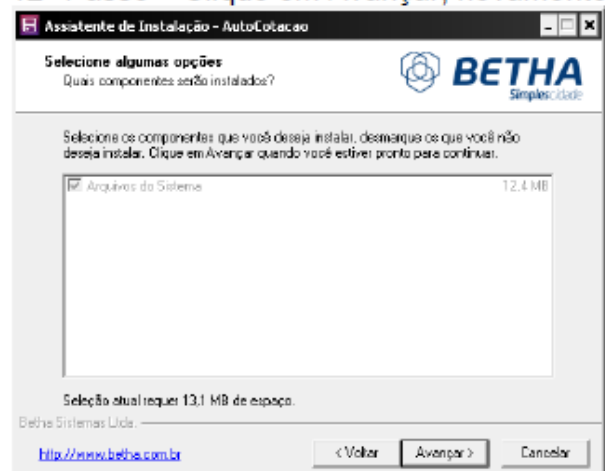 Assistente de Instalação - AutoCotacao
Selecione algumas opções
Quais componentes serão instalados?
BETHA
Simplescidade
Selecione os componentes que você deseja instalar, desmarque os que você não
deseja instalar. Clique em Avançar quando você estiver pronto para continuar.
Arquivos do Sistema 12,4 MB
Seleção atual requer 13,1 MB de espaço.
Betha Sistemas Ltda.
http://www.betha.com.br
< Voltar
Avançar >
Cancelar